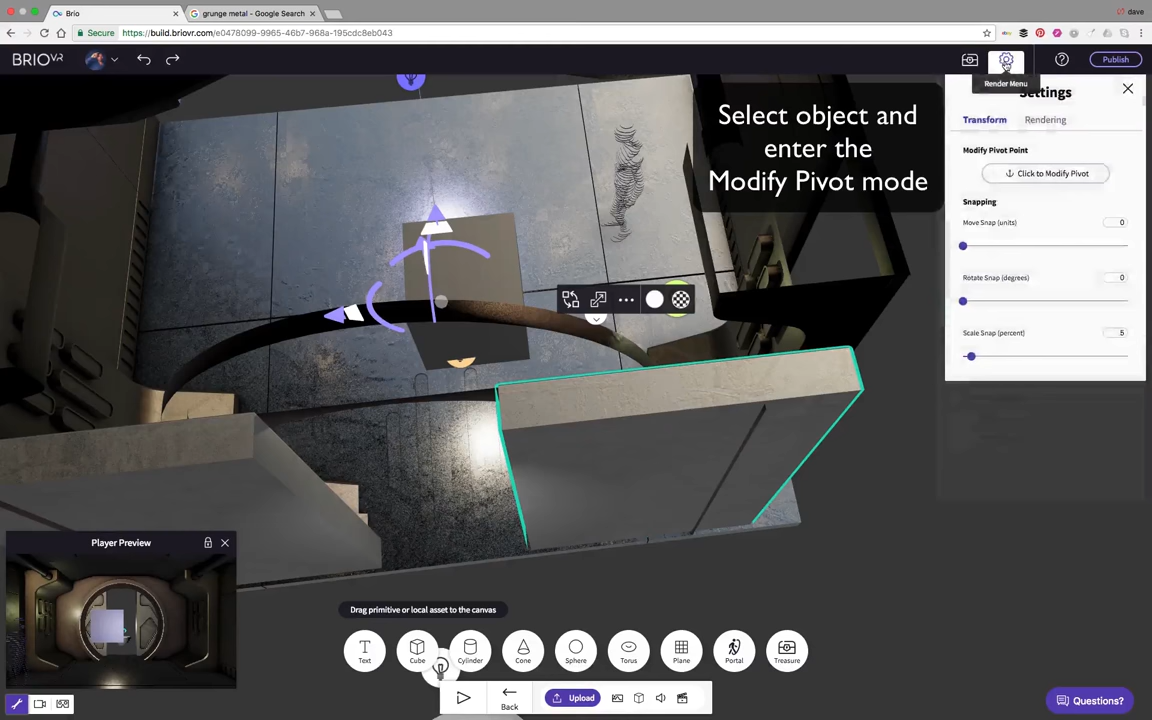 Brio
grunge metal - Google Search
dave
Secure
https://build.briovr.com/e0478099-9965-46b7-968a-195cdc8eb043
BRIOVR
Publish
Render Menu
Settings
Select object and
enter the
Modify Pivot mode
Transform
Rendering
Modify Pivot Point
Click to Modify Pivot
Snapping
Move Snap (units)
0
Rotate Snap (degrees)
0
Scale Snap (percent)
5
Player Preview
Drag primitive or local asset to the canvas
Text
Cube
Cylinder
Cone
Sphere
Torus
Plane
Portal
Treasure
Back
Upload
Questions?